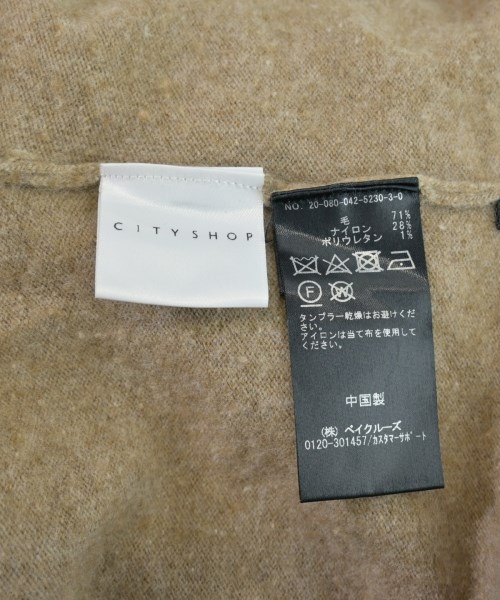 CITYSHOP
NO. 20-080-042-5230-3-0
毛 71%
ナイロン 28%
ポリウレタン 1%
F W
タンブラー乾燥はお避けください。
アイロンは当て布を使用して
ください。
中国製
(株) ベイクルーズ
0120-301457/カスタマーサポート